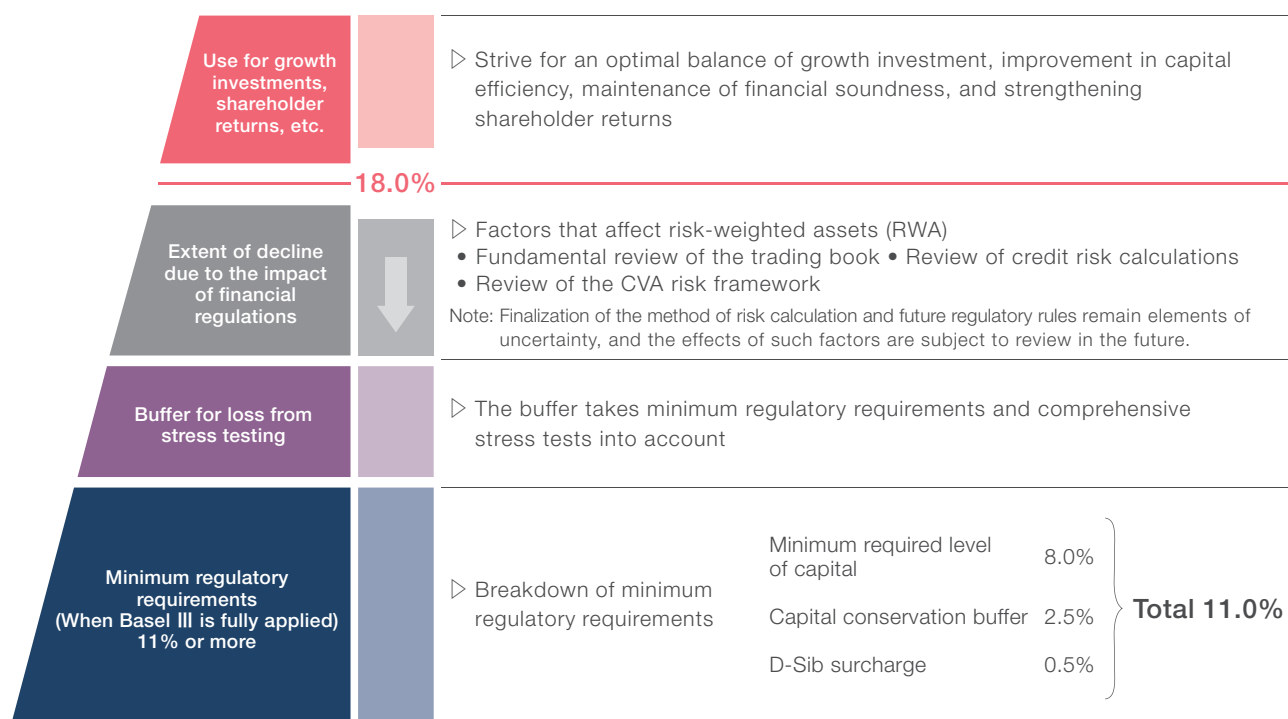 Use for growth
investments,
shareholder
returns, etc.
▷ Strive for an optimal balance of growth investment, improvement in capital
efficiency, maintenance of financial soundness, and strengthening
shareholder returns
18.0%
Extent of decline
due to the impact
of financial
regulations
▷ Factors that affect risk-weighted assets (RWA)
• Fundamental review of the trading book • Review of credit risk calculations
• Review of the CVA risk framework
Note: Finalization of the method of risk calculation and future regulatory rules remain elements of
uncertainty, and the effects of such factors are subject to review in the future.
Buffer for loss from
stress testing
▷ The buffer takes minimum regulatory requirements and comprehensive
stress tests into account
Minimum regulatory
requirements
(When Basel III is fully applied)
11% or more
▷ Breakdown of minimum
regulatory requirements
Minimum required level
of capital 8.0%
Capital conservation buffer 2.5%
D-Sib surcharge 0.5%
Total 11.0%